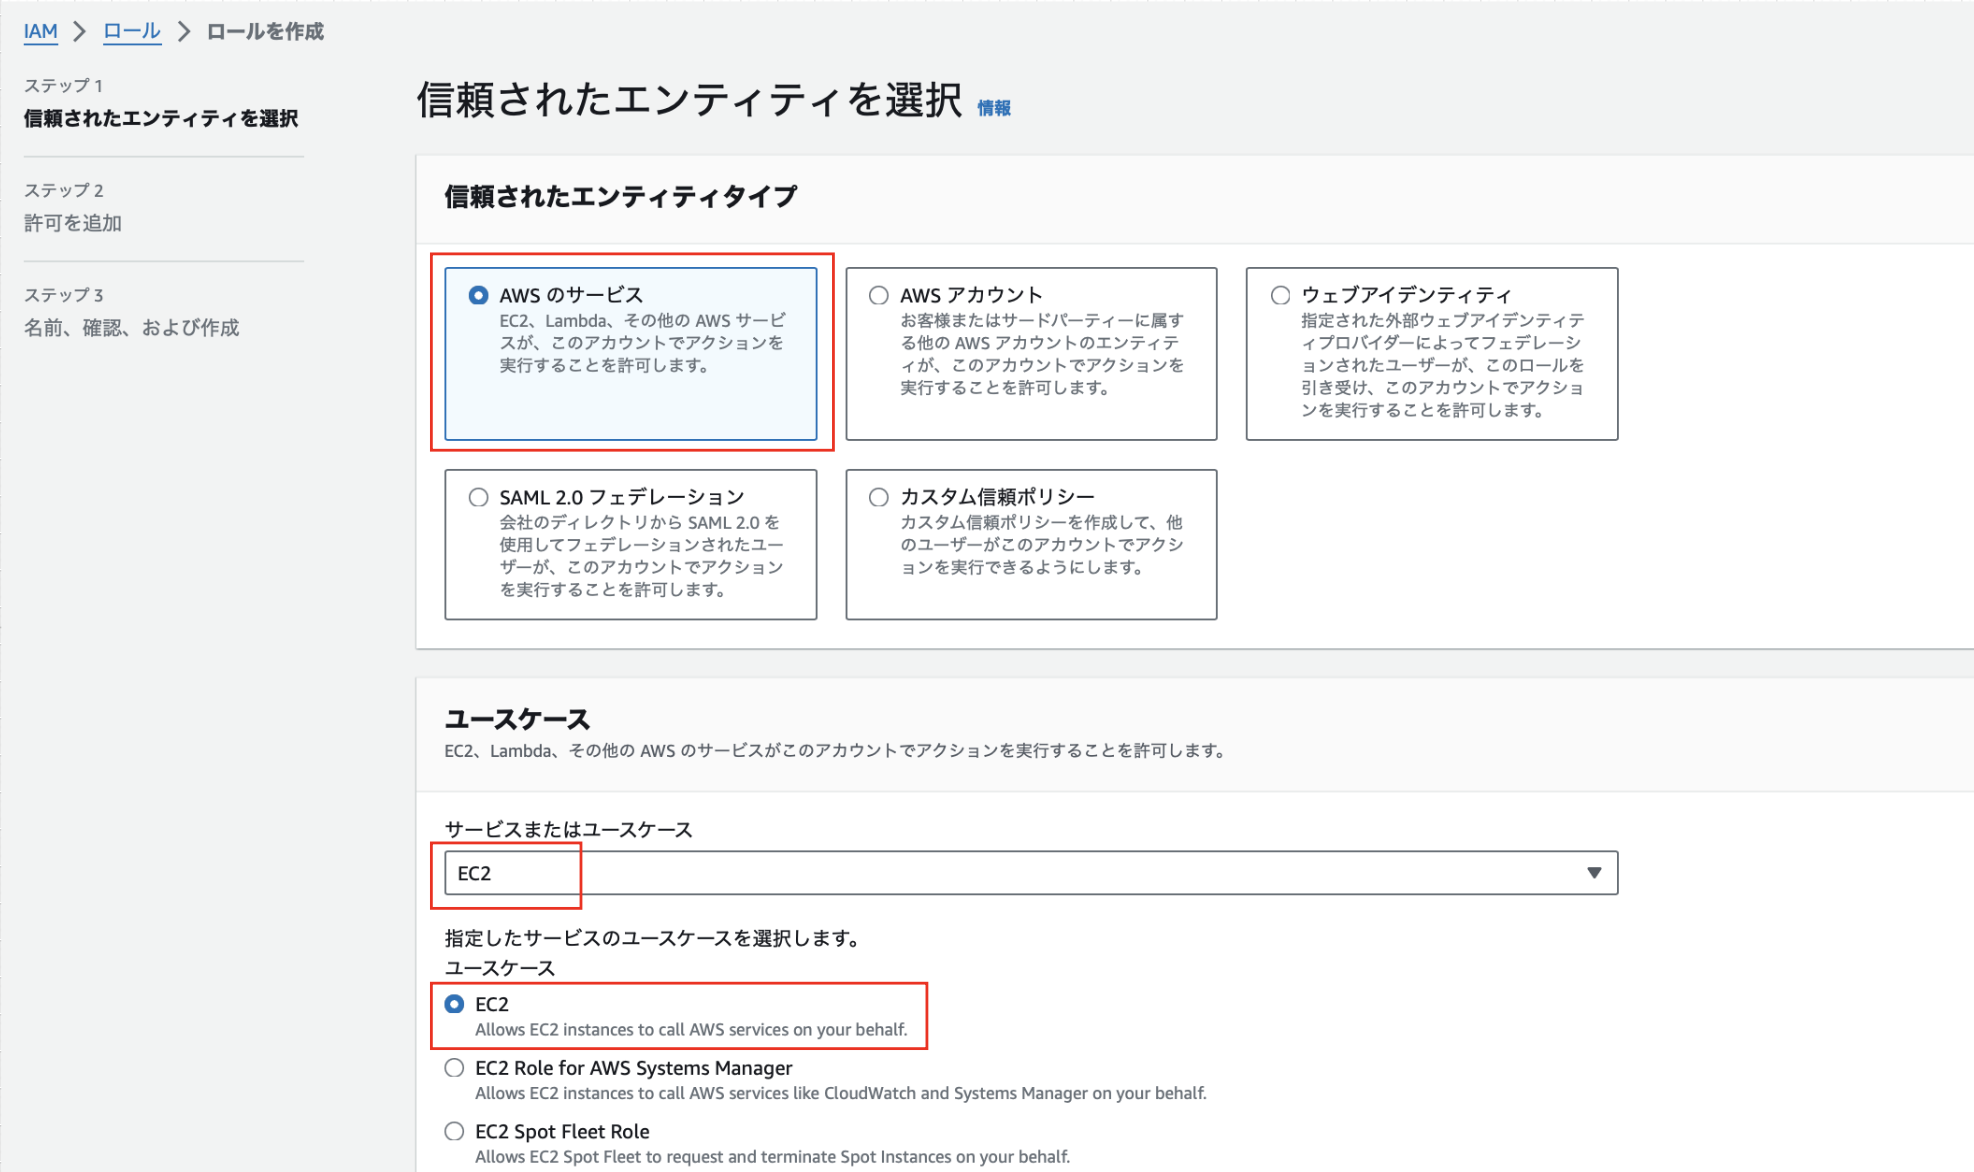 IAM > ロール > ロールを作成
ステップ 1
信頼されたエンティティを選択
ステップ 2
許可を追加
ステップ 3
名前、確認、および作成
信頼されたエンティティを選択 情報
信頼されたエンティティタイプ
AWS のサービス
EC2、Lambda、その他の AWS サービ
スが、このアカウントでアクションを
実行することを許可します。
AWS アカウント
お客様またはサードパーティーに属す
る他の AWS アカウントのエンティテ
ィが、このアカウントでアクションを
実行することを許可します。
ウェブアイデンティティ
指定された外部ウェブアイデンティテ
ィプロバイダーによってフェデレーシ
ョンされたユーザーが、このロールを
引き受け、このアカウントでアクショ
ンを実行することを許可します。
SAML 2.0 フェデレーション
会社のディレクトリから SAML 2.0 を
使用してフェデレーションされたユー
ザーが、このアカウントでアクション
を実行することを許可します。
カスタム信頼ポリシー
カスタム信頼ポリシーを作成して、他
のユーザーがこのアカウントでアクシ
ョンを実行できるようにします。
ユースケース
EC2、Lambda、その他の AWS のサービスがこのアカウントでアクションを実行することを許可します。
サービスまたはユースケース
EC2
指定したサービスのユースケースを選択します。
ユースケース
EC2
Allows EC2 instances to call AWS services on your behalf.
EC2 Role for AWS Systems Manager
Allows EC2 instances to call AWS services like CloudWatch and Systems Manager on your behalf.
EC2 Spot Fleet Role
Allows EC2 Spot Fleet to request and terminate Spot Instances on your behalf.